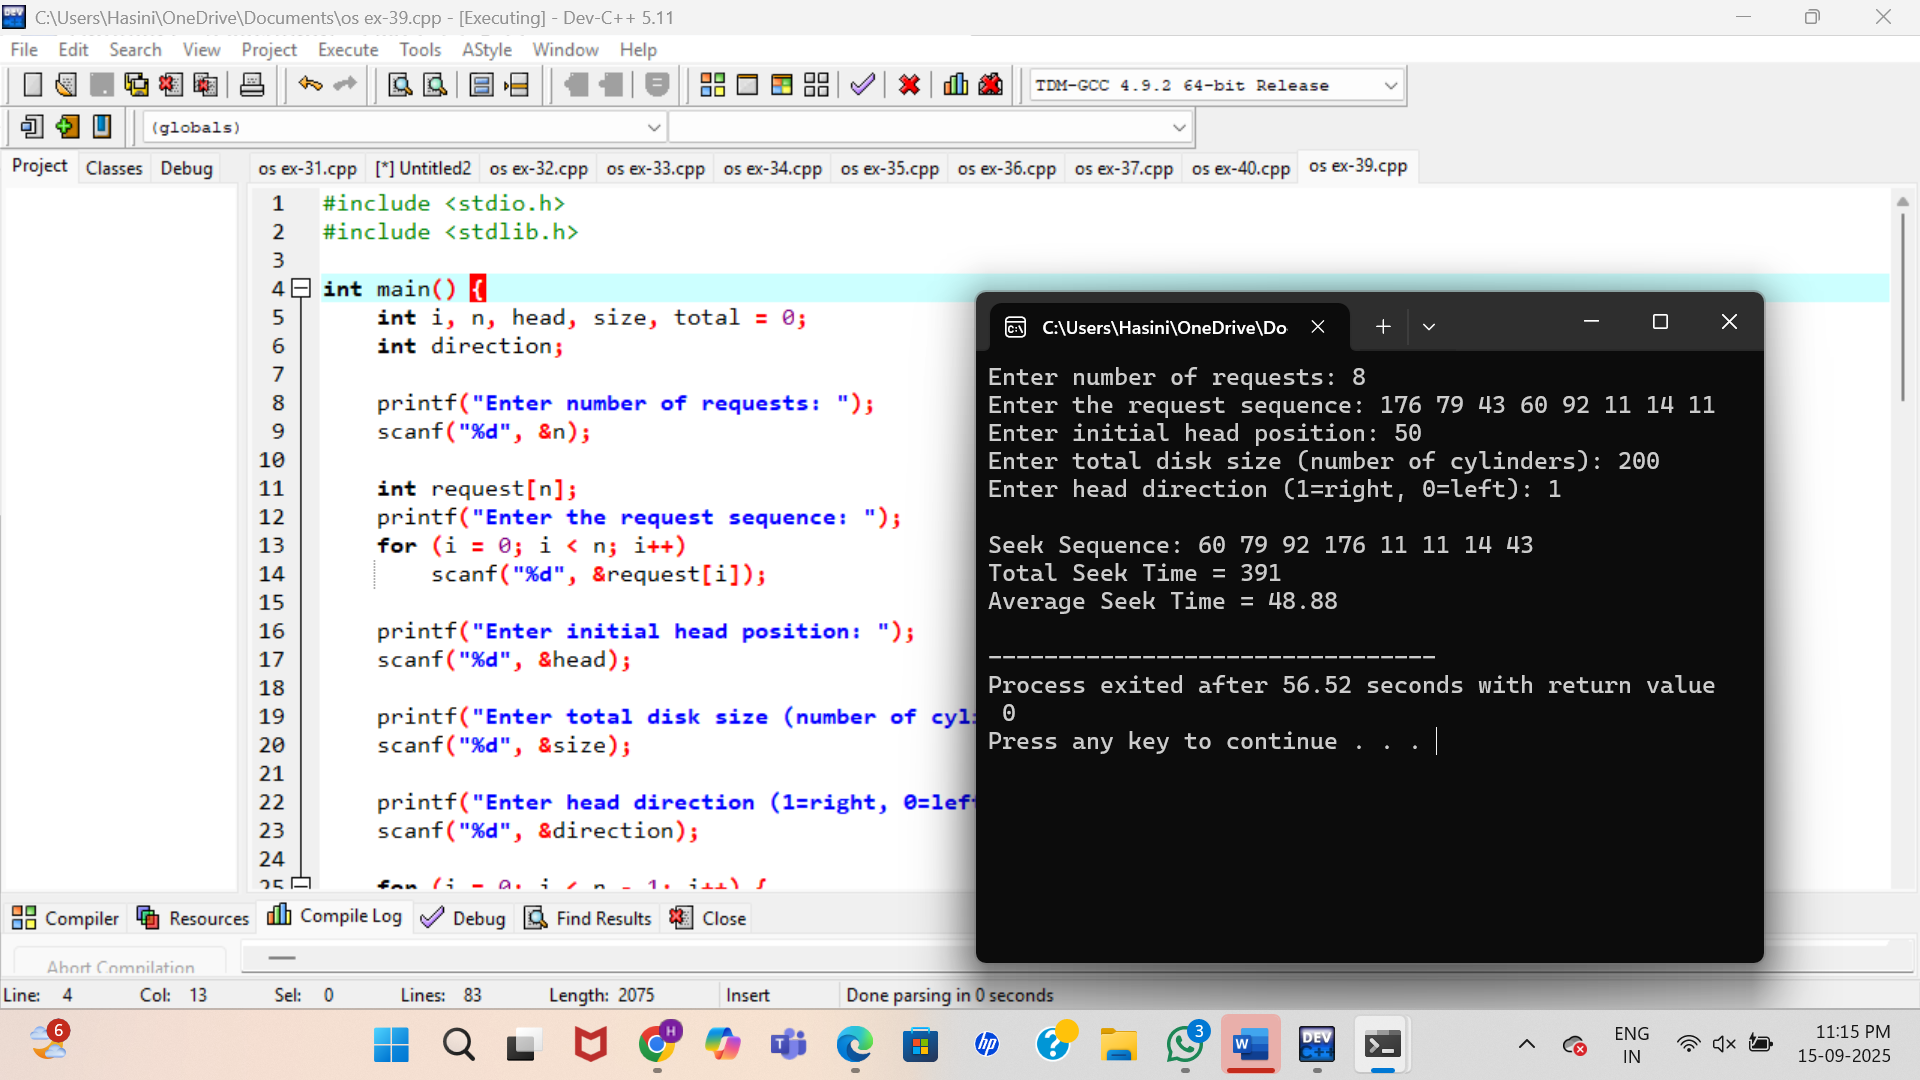 C:\Users\Hasini\OneDrive\Documents\os ex-39.cpp - [Executing] - Dev-C++ 5.11
File Edit Search View Project Execute Tools AStyle Window Help
TDM-GCC 4.9.2 64-bit Release
(globals)
Project Classes Debug
os ex-31.cpp [*] Untitled2 os ex-32.cpp os ex-33.cpp os ex-34.cpp os ex-35.cpp os ex-36.cpp os ex-37.cpp os ex-40.cpp os ex-39.cpp
1 #include <stdio.h>
2 #include <stdlib.h>
3
4 int main() {
5 int i, n, head, size, total = 0;
6 int direction;
7
8 printf("Enter number of requests: ");
9 scanf("%d", &n);
10
11 int request[n];
12 printf("Enter the request sequence: ");
13 for (i = 0; i < n; i++)
14 scanf("%d", &request[i]);
15
16 printf("Enter initial head position: ");
17 scanf("%d", &head);
18
19 printf("Enter total disk size (number of cyl
20 scanf("%d", &size);
21
22 printf("Enter head direction (1=right, 0=lef
23 scanf("%d", &direction);
24
25 for (i = 0; i < n - 1; i++) {
C:\Users\Hasini\OneDrive\Do
Enter number of requests: 8
Enter the request sequence: 176 79 43 60 92 11 14 11
Enter initial head position: 50
Enter total disk size (number of cylinders): 200
Enter head direction (1=right, 0=left): 1
Seek Sequence: 60 79 92 176 11 11 14 43
Total Seek Time = 391
Average Seek Time = 48.88
--------------------------------
Process exited after 56.52 seconds with return value
0
Press any key to continue . . .
Compiler Resources Compile Log Debug Find Results Close
Abort Compilation
Line: 4 Col: 13 Sel: 0 Lines: 83 Length: 2075 Insert Done parsing in 0 seconds
6
H
3
W
DEV
C++
hp
ENG
IN
11:15 PM
15-09-2025